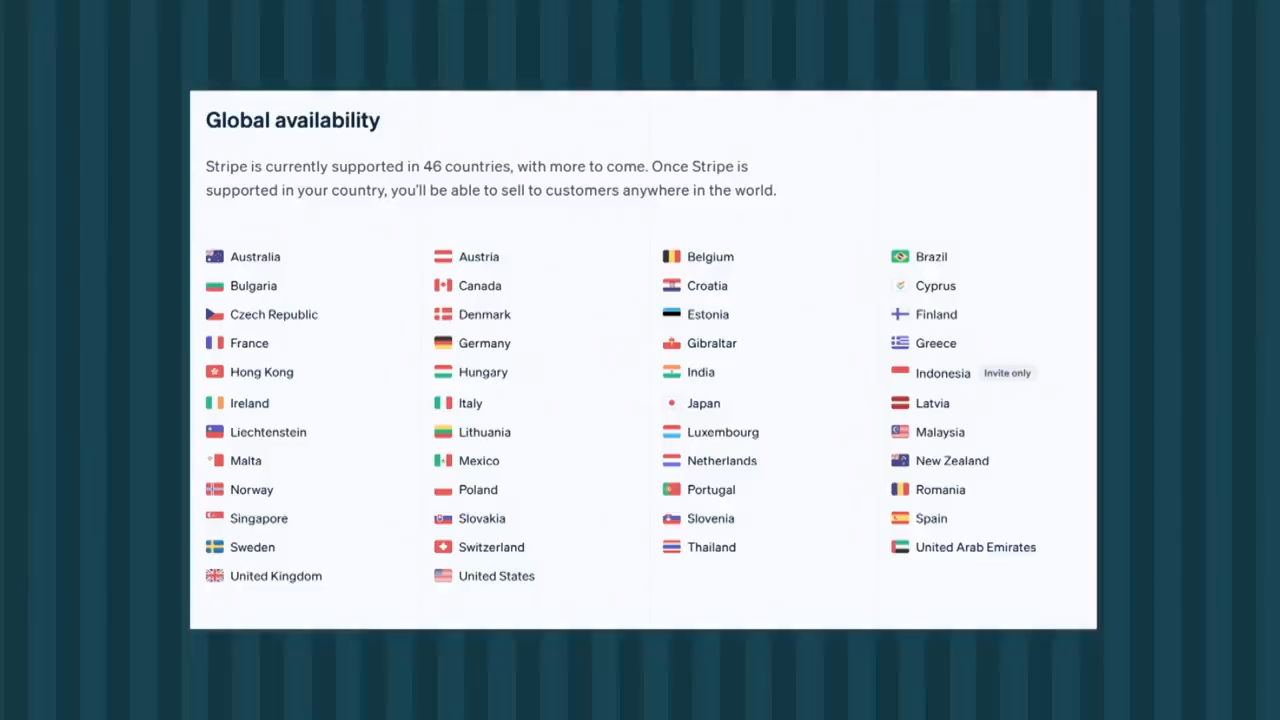 Global availability
Stripe is currently supported in 46 countries, with more to come. Once Stripe is
supported in your country, you'll be able to sell to customers anywhere in the world.
Australia Austria Belgium Brazil
Bulgaria Canada Croatia Cyprus
Czech Republic Denmark Estonia Finland
France Germany Gibraltar Greece
Hong Kong Hungary India Indonesia Invite only
Ireland Italy Japan Latvia
Liechtenstein Lithuania Luxembourg Malaysia
Malta Mexico Netherlands New Zealand
Norway Poland Portugal Romania
Singapore Slovakia Slovenia Spain
Sweden Switzerland Thailand United Arab Emirates
United Kingdom United States